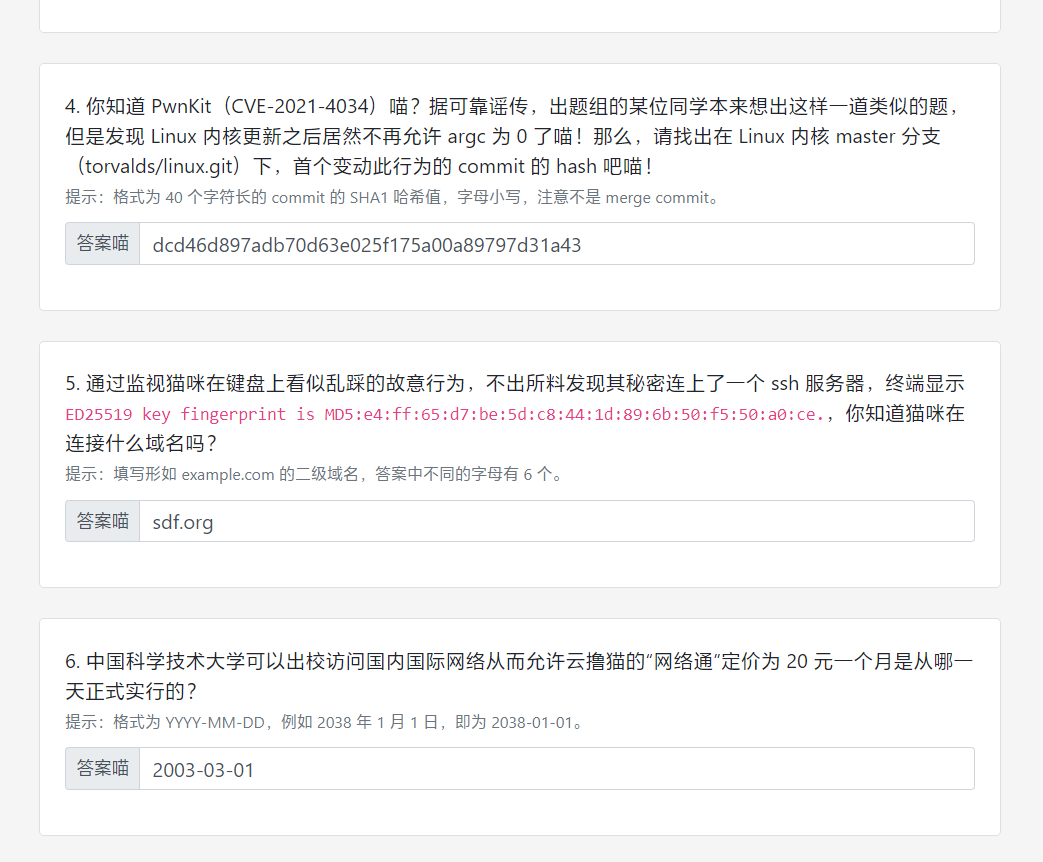 4. 你知道 PwnKit（CVE-2021-4034）喵？据可靠谣传，出题组的某位同学本来想出这样一道类似的题，
但是发现 Linux 内核更新之后居然不再允许 argc 为 0 了喵！那么，请找出在 Linux 内核 master 分支
（torvalds/linux.git）下，首个变动此行为的 commit 的 hash 吧喵！
提示：格式为 40 个字符长的 commit 的 SHA1 哈希值，字母小写，注意不是 merge commit。
答案喵 dcd46d897adb70d63e025f175a00a89797d31a43
5. 通过监视猫咪在键盘上看似乱踩的故意行为，不出所料发现其秘密连上了一个 ssh 服务器，终端显示
ED25519 key fingerprint is MD5:e4:ff:65:d7:be:5d:c8:44:1d:89:6b:50:f5:50:a0:ce.，你知道猫咪在
连接什么域名吗？
提示：填写形如 example.com 的二级域名，答案中不同的字母有 6 个。
答案喵 sdf.org
6. 中国科学技术大学可以出校访问国内国际网络从而允许云撸猫的“网络通”定价为 20 元一个月是从哪一
天正式实行的？
提示：格式为 YYYY-MM-DD，例如 2038 年 1 月 1 日，即为 2038-01-01。
答案喵 2003-03-01